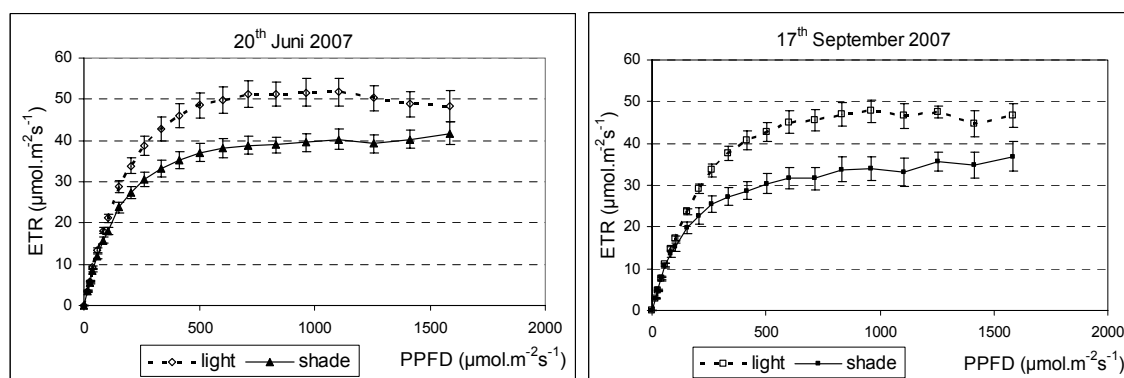 20th Juni 2007
60
50
40
30
20
10
0
ETR (µmol.m-2s-1)
0 500 1000 1500 2000
PPFD (µmol.m-2s-1)
light shade
17th September 2007
60
50
40
30
20
10
0
ETR (µmol.m-2s-1)
0 500 1000 1500 2000
PPFD (µmol.m-2s-1)
light shade